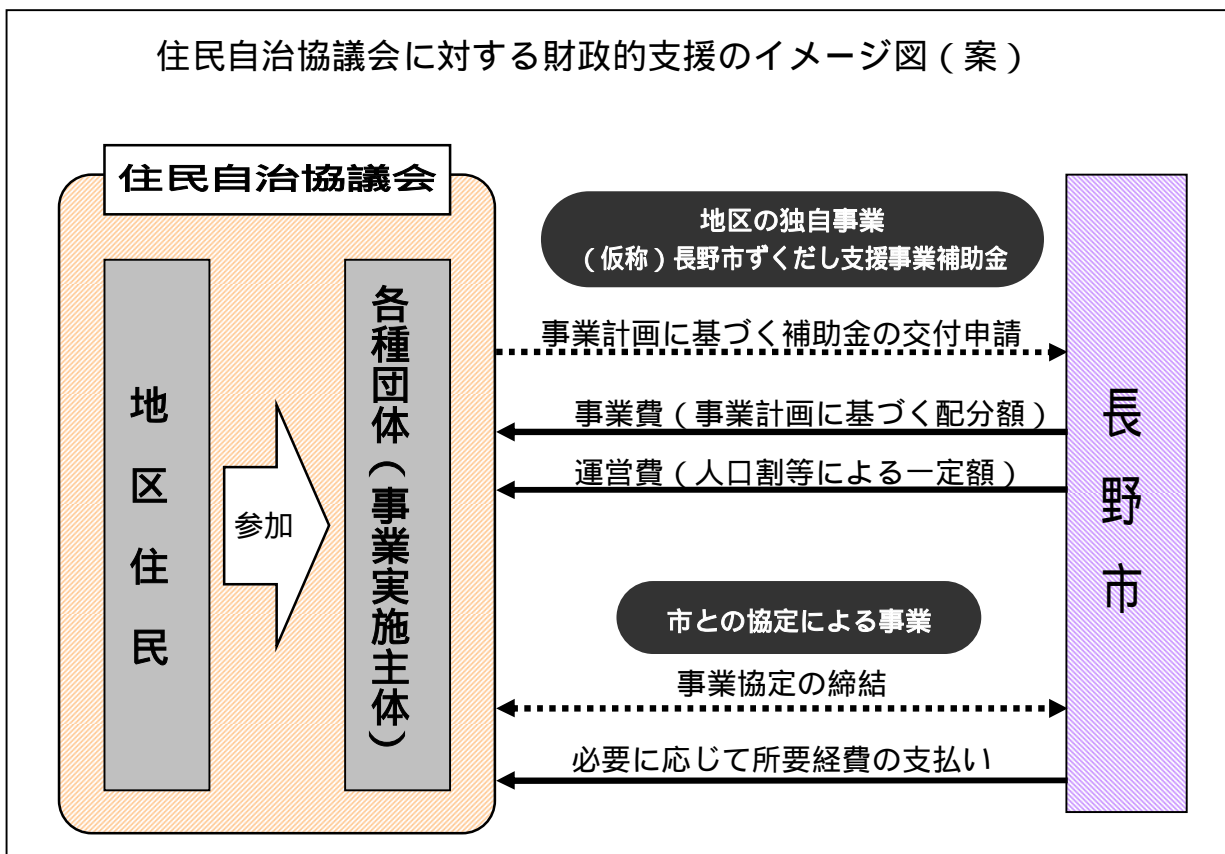 住民自治協議会に対する財政的支援のイメージ図（案）
住民自治協議会
地区住民
参加
各種団体（事業実施主体）
地区の独自事業
（仮称）長野市ずくだし支援事業補助金
事業計画に基づく補助金の交付申請
事業費（事業計画に基づく配分額）
運営費（人口割等による一定額）
市との協定による事業
事業協定の締結
必要に応じて所要経費の支払い
長野市